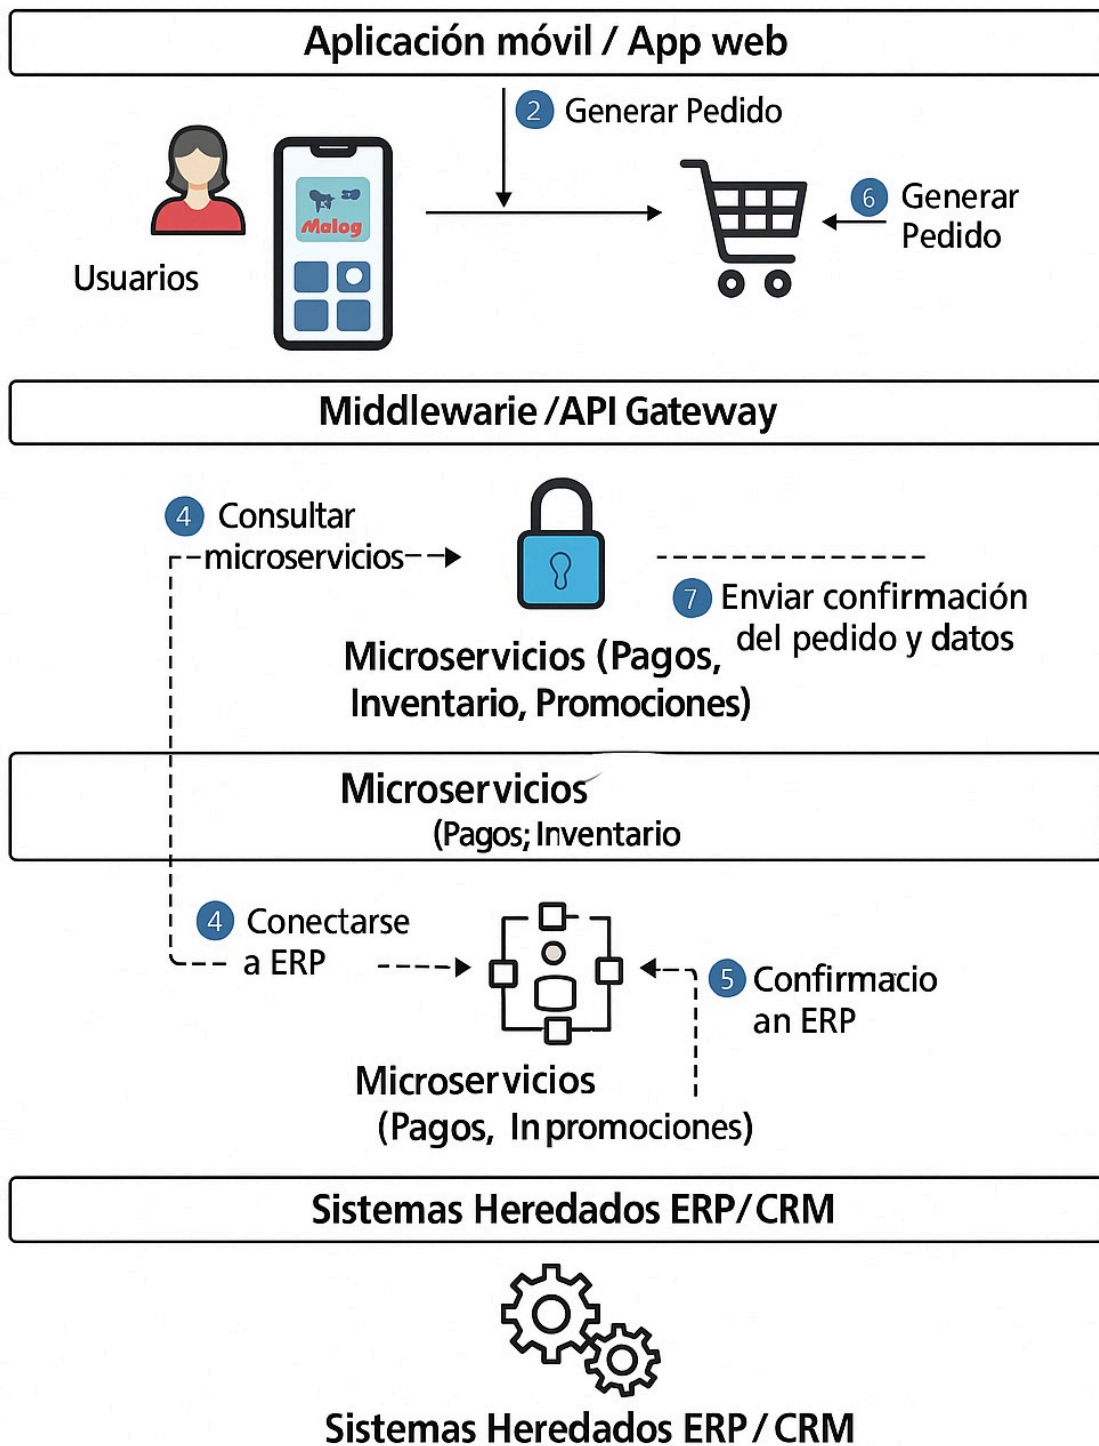 Aplicación móvil / App web
2 Generar Pedido
Malog
Usuarios
6 Generar
Pedido
Middlewarie / API Gateway
4 Consultar
microservicios
7 Enviar confirmación
del pedido y datos
Microservicios (Pagos,
Inventario, Promociones)
Microservicios
(Pagos; Inventario
4 Conectarse
a ERP
5 Confirmacio
an ERP
Microservicios
(Pagos, In promociones)
Sistemas Heredados ERP/CRM
Sistemas Heredados ERP/CRM